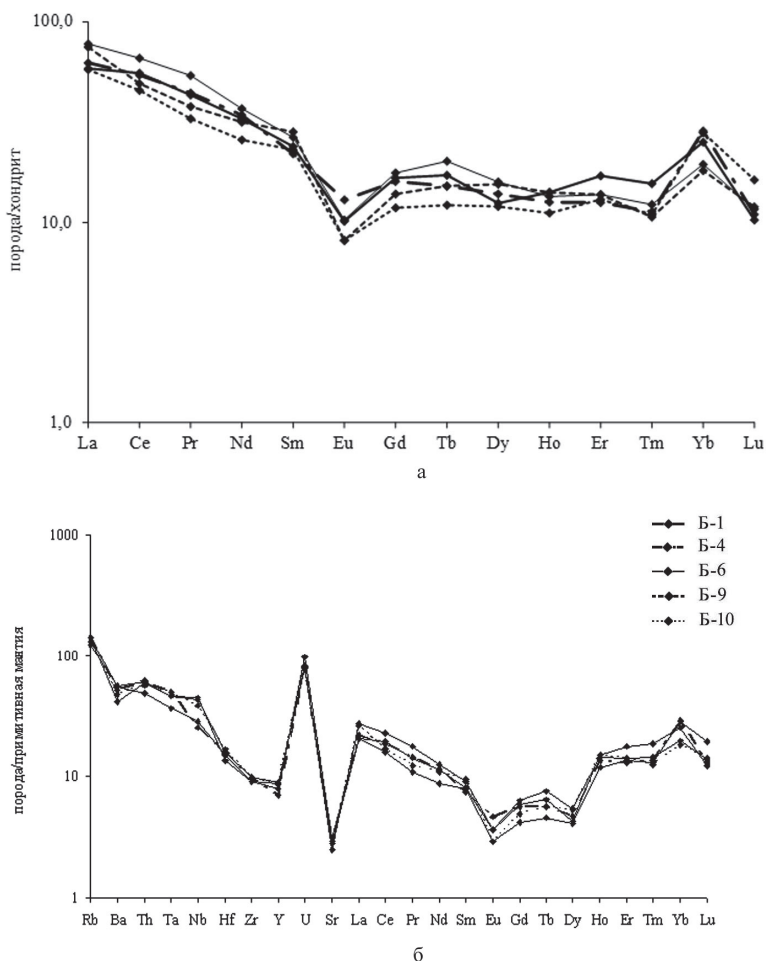 100,0
10,0
1,0
порода/хондрит
La Ce Pr Nd Sm Eu Gd Tb Dy Ho Er Tm Yb Lu
а
Б-1
Б-4
Б-6
Б-9
Б-10
1000
100
10
1
порода/примитивная мантия
Rb Ba Th Ta Nb Hf Zr Y U Sr La Ce Pr Nd Sm Eu Gd Tb Dy Ho Er Tm Yb Lu
б